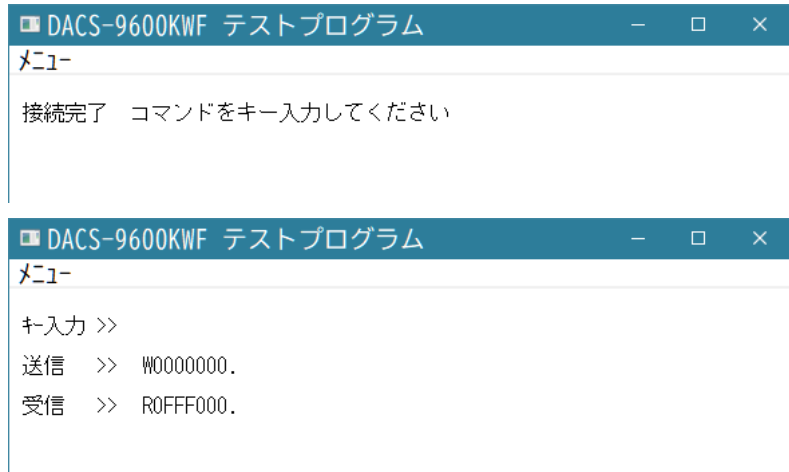 DACS-9600KWF テストプログラム
メニュー
接続完了　コマンドをキー入力してください
DACS-9600KWF テストプログラム
メニュー
キー入力 >>
送信　>>　W0000000.
受信　>>　R0FFF000.